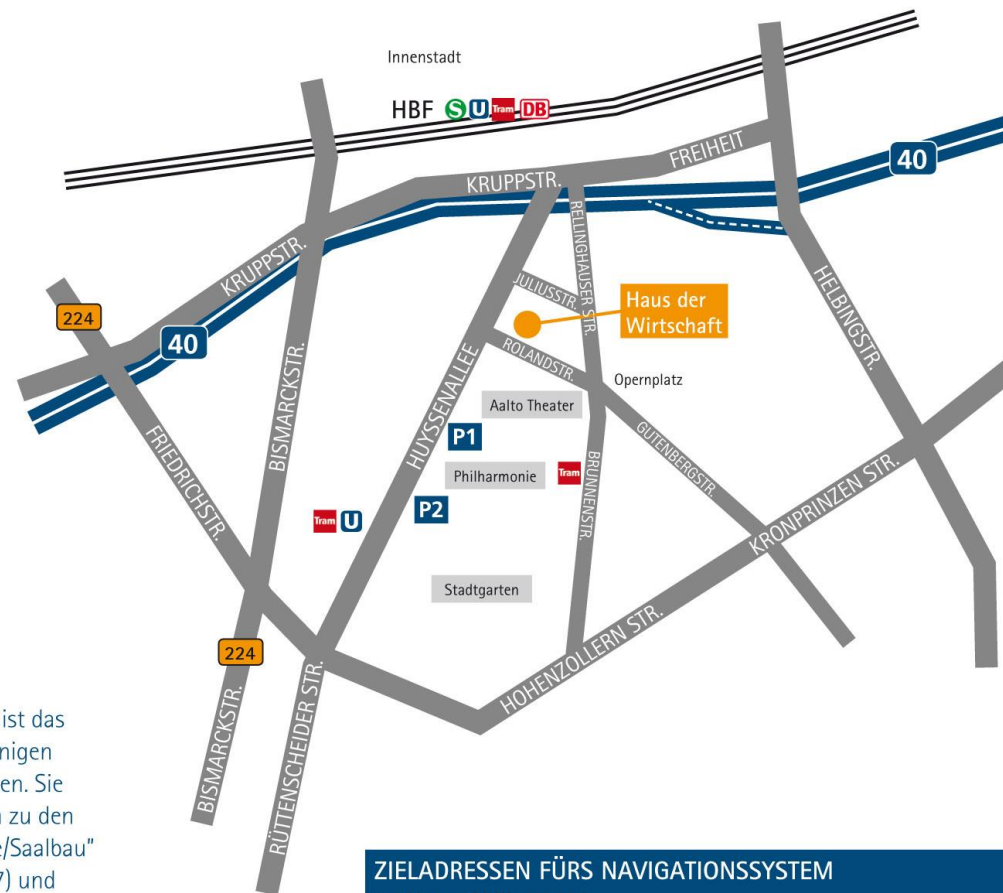 Innenstadt
HBF S U Tram DB
FREIHEIT
40
KRUPPSTR.
KRUPPSTR.
RELLINGHAUSER STR.
HELBINGSTR.
JULIUSSTR.
Haus der
Wirtschaft
224
40
ROLANDSTR.
Opernplatz
BISMARCKSTR.
HUYSSENALLEE
Aalto Theater
P1
GUTENBERGSTR.
FRIEDRICHSTR.
Philharmonie
Tram
BRUNNENSTR.
KRONPRINZEN STR.
P2
Tram U
Stadtgarten
224
HOHENZOLLERN STR.
BISMARCKSTR.
RÜTTENSCHEIDER STR.
ist das
nigen
en. Sie
zu den
/Saalbau"
7) und
ZIELADRESSEN FÜRS NAVIGATIONSSYSTEM